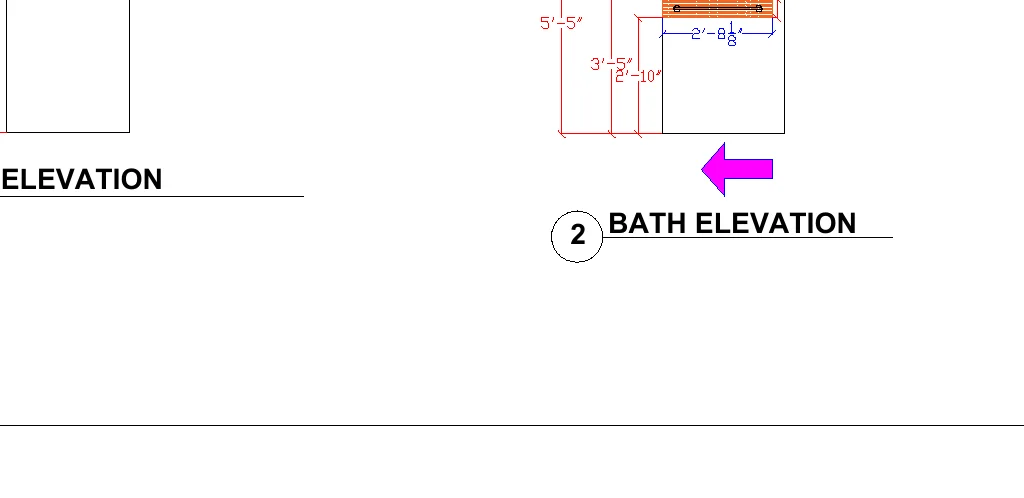 5'-5"
2'-8 1/8"
3'-5"
2'-10"
ELEVATION
2 BATH ELEVATION